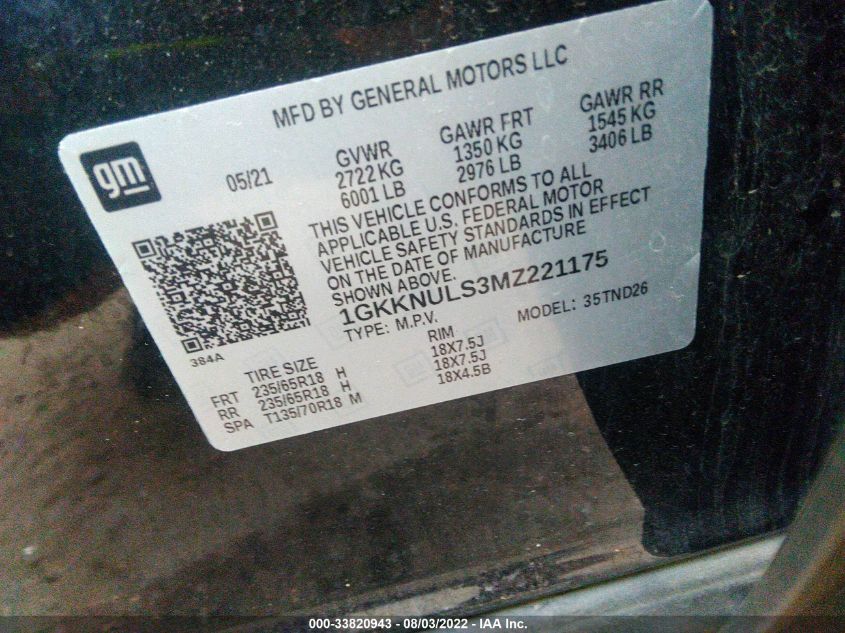 MFD BY GENERAL MOTORS LLC
gm
05/21
GVWR
2722 KG
6001 LB
GAWR FRT
1350 KG
2976 LB
GAWR RR
1545 KG
3406 LB
THIS VEHICLE CONFORMS TO ALL
APPLICABLE U.S. FEDERAL MOTOR
VEHICLE SAFETY STANDARDS IN EFFECT
ON THE DATE OF MANUFACTURE
SHOWN ABOVE.
1GKKNULS3MZ221175
TYPE: M.P.V. MODEL: 35TND26
384A
TIRE SIZE RIM
FRT 235/65R18 H 18X7.5J
RR 235/65R18 H 18X7.5J
SPA T135/70R18 M 18X4.5B
000-33820943 - 08/03/2022 - IAA Inc.